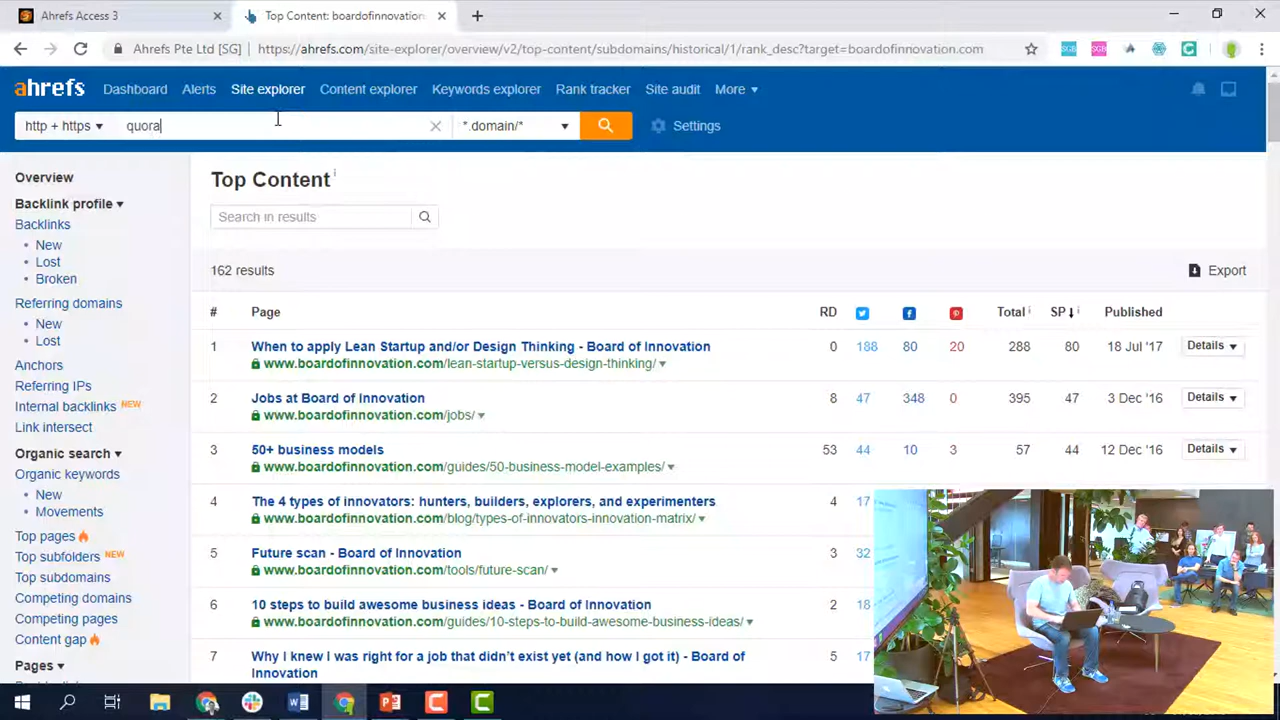 Ahrefs Access 3
Top Content: boardofinnovation
Ahrefs Pte Ltd [SG] https://ahrefs.com/site-explorer/overview/v2/top-content/subdomains/historical/1/rank_desc?target=boardofinnovation.com
ahrefs Dashboard Alerts Site explorer Content explorer Keywords explorer Rank tracker Site audit More
http + https quora *.domain/* Settings
Overview
Backlink profile
Backlinks
New
Lost
Broken
Referring domains
New
Lost
Anchors
Referring IPs
Internal backlinks NEW
Link intersect
Organic search
Organic keywords
New
Movements
Top pages
Top subfolders NEW
Top subdomains
Competing domains
Competing pages
Content gap
Pages
Top Content
Search in results
162 results Export
# Page RD Total SP Published
1 When to apply Lean Startup and/or Design Thinking - Board of Innovation 0 188 80 20 288 80 18 Jul '17 Details
www.boardofinnovation.com/lean-startup-versus-design-thinking/
2 Jobs at Board of Innovation 8 47 348 0 395 47 3 Dec '16 Details
www.boardofinnovation.com/jobs/
3 50+ business models 53 44 10 3 57 44 12 Dec '16 Details
www.boardofinnovation.com/guides/50-business-model-examples/
4 The 4 types of innovators: hunters, builders, explorers, and experimenters 4 17
www.boardofinnovation.com/blog/types-of-innovators-innovation-matrix/
5 Future scan - Board of Innovation 3 32
www.boardofinnovation.com/tools/future-scan/
6 10 steps to build awesome business ideas - Board of Innovation 2 18
www.boardofinnovation.com/guides/10-steps-to-build-awesome-business-ideas/
7 Why I knew I was right for a job that didn't exist yet (and how I got it) - Board of 5 17
Innovation